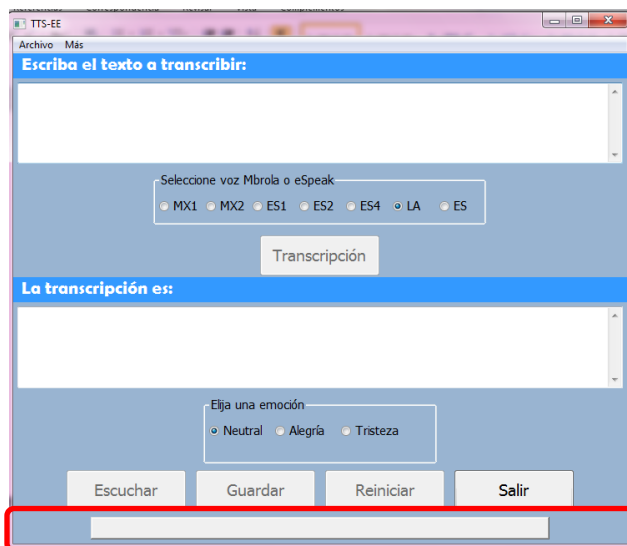 TTS-EE
Archivo Más
Escriba el texto a transcribir:
Seleccione voz Mbrola o eSpeak
MX1 MX2 ES1 ES2 ES4 LA ES
Transcripción
La transcripción es:
Elija una emoción
Neutral Alegría Tristeza
Escuchar Guardar Reiniciar Salir